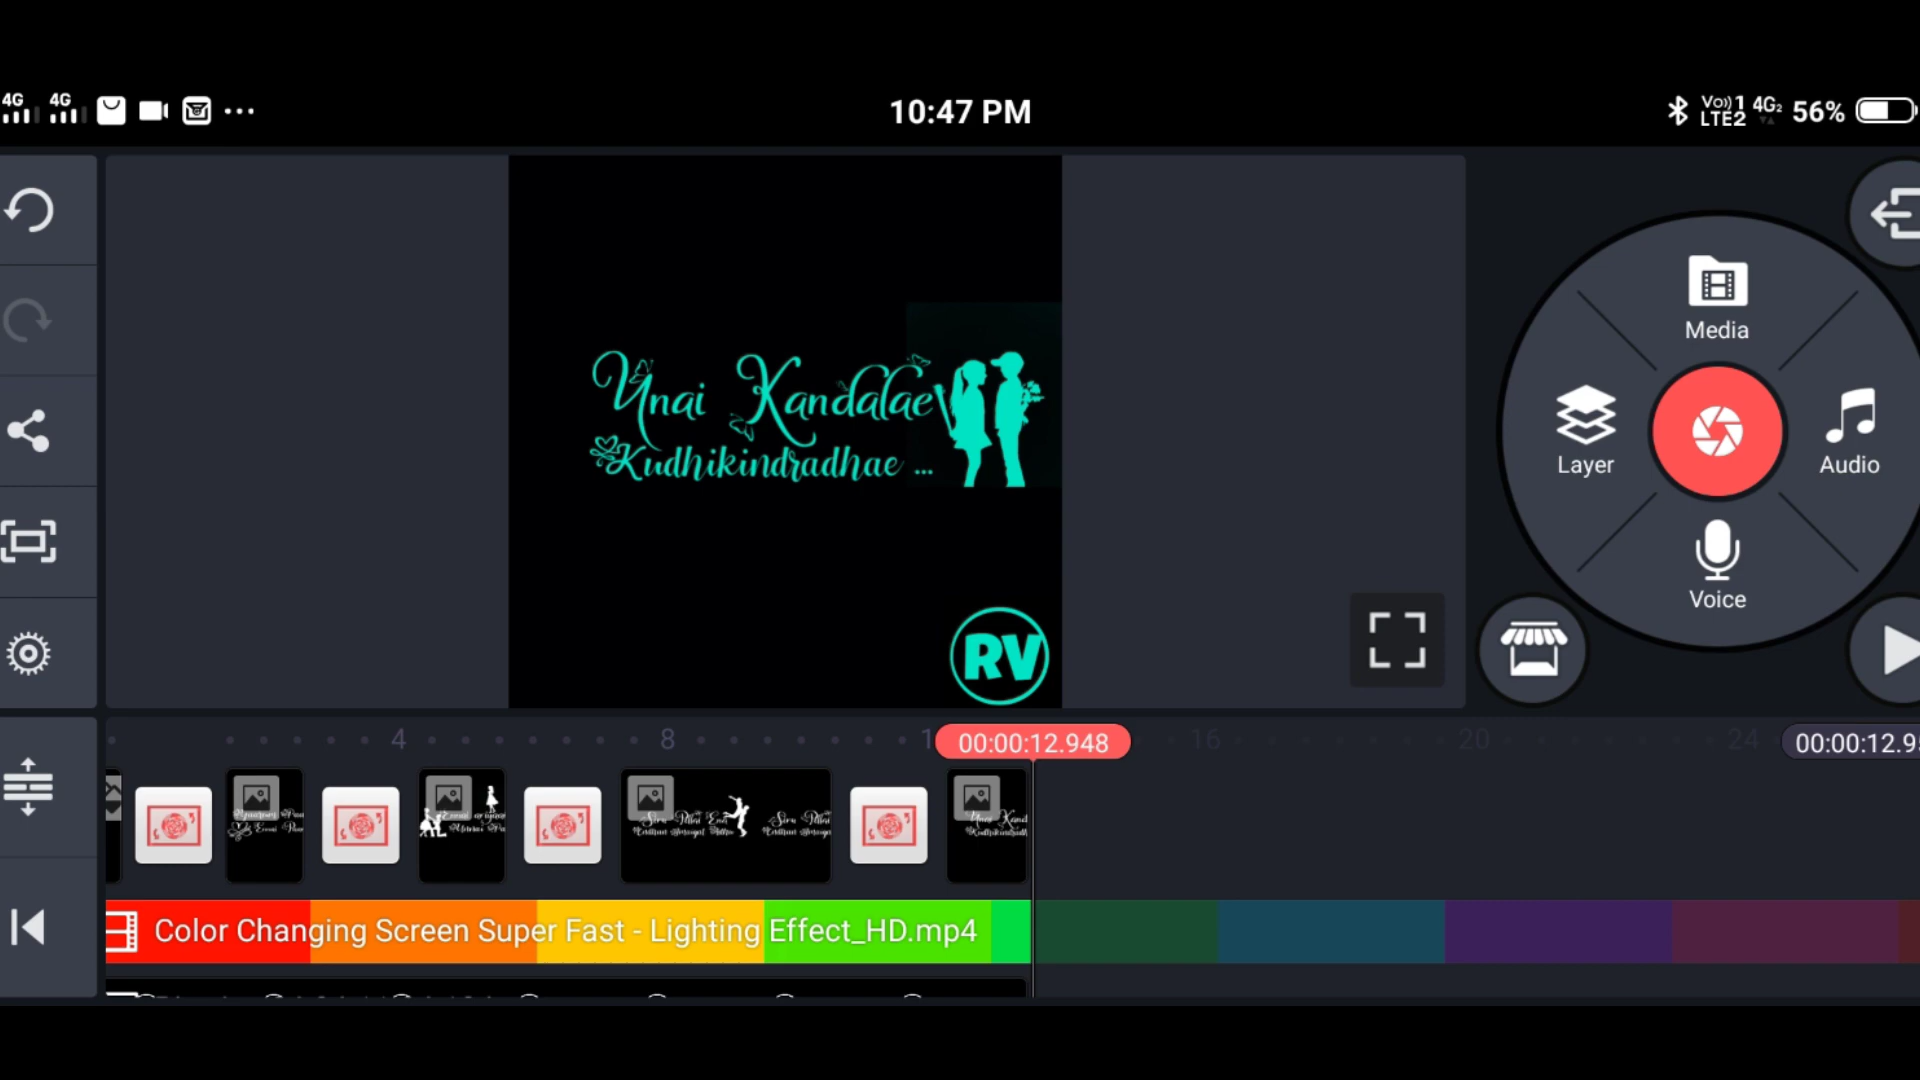 4G 4G 10:47 PM Vo))1 LTE2 4G2 56%
Media
Layer
Audio
Voice
Unai Kandalae
Kudhikindradhae ...
RV
4 8 1 00:00:12.948 16 20 24 00:00:12.9
Color Changing Screen Super Fast - Lighting Effect_HD.mp4